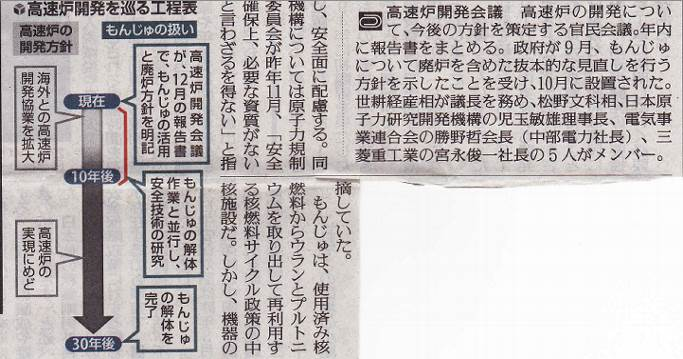 高速炉開発を巡る工程表
高速炉の
開発方針
もんじゅの扱い
現在
高速炉開発会議
が、12月の報告書
で、もんじゅの活用
と廃炉方針を明記
海外との高速炉
開発協業を拡大
10年後
もんじゅの解体
作業と並行し、
安全技術の研究
高速炉の
実現にめど
30年後
もんじゅ
の解体を
完了
し、安全面に配慮する。同
機構については原子力規制
委員会が昨年11月、「安全
確保上、必要な資質がない
と言わざるを得ない」と指
摘していた。
もんじゅは、使用済み核
燃料からウランとプルトニ
ウムを取り出して再利用す
る核燃料サイクル政策の中
核施設だ。しかし、機器の
高速炉開発会議 高速炉の開発につい
て、今後の方針を策定する官民会議。年内
に報告書をまとめる。政府が9月、もんじゅ
について廃炉を含めた抜本的な見直しを行う
方針を示したことを受け、10月に設置された。
世耕経産相が議長を務め、松野文科相、日本原
子力研究開発機構の児玉敏雄理事長、電気事
業連合会の勝野哲会長(中部電力社長)、三
菱重工業の宮永俊一社長の5人がメンバー。